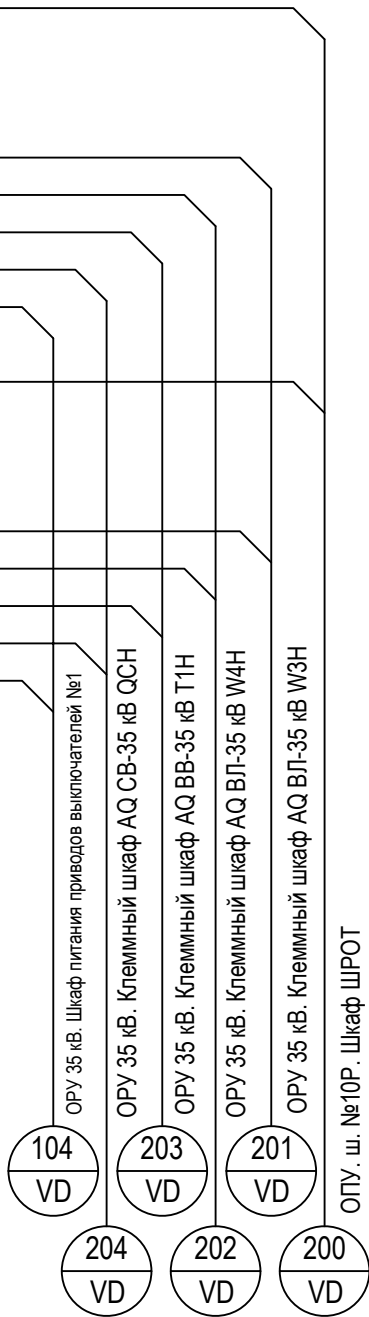 ОРУ 35 кВ. Шкаф питания приводов выключателей №1
ОРУ 35 кВ. Клеммный шкаф AQ СВ-35 кВ QCH
ОРУ 35 кВ. Клеммный шкаф AQ ВВ-35 кВ T1H
ОРУ 35 кВ. Клеммный шкаф AQ ВЛ-35 кВ W4H
ОРУ 35 кВ. Клеммный шкаф AQ ВЛ-35 кВ W3H
ОПУ. ш. №10Р. Шкаф ШРОТ
104
VD
203
VD
201
VD
204
VD
202
VD
200
VD